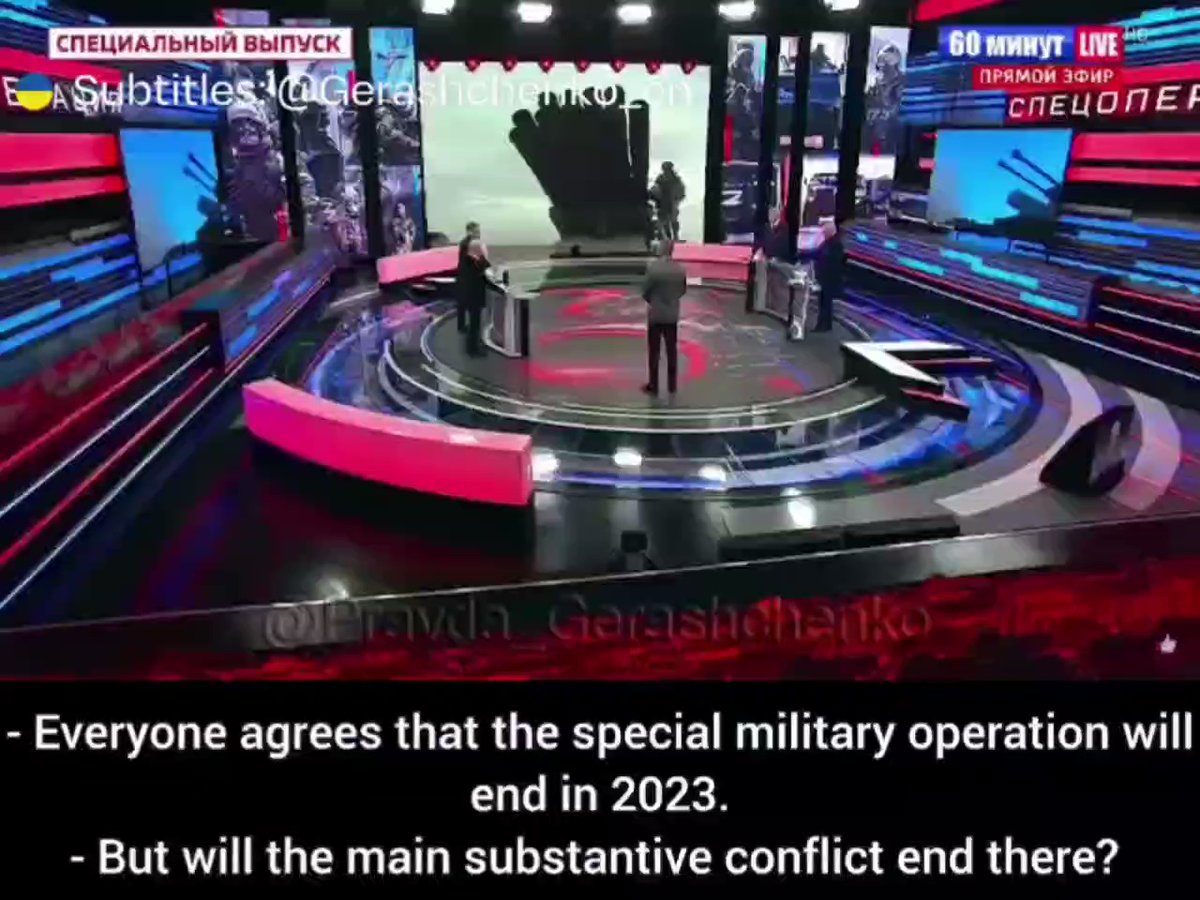 СПЕЦИАЛЬНЫЙ ВЫПУСК
60 минут LIVE
ПРЯМОЙ ЭФИР
Subtitles: @Gerashchenko_en
СПЕЦОПЕР
@Pravda_Gerashchenko
- Everyone agrees that the special military operation will
end in 2023.
- But will the main substantive conflict end there?